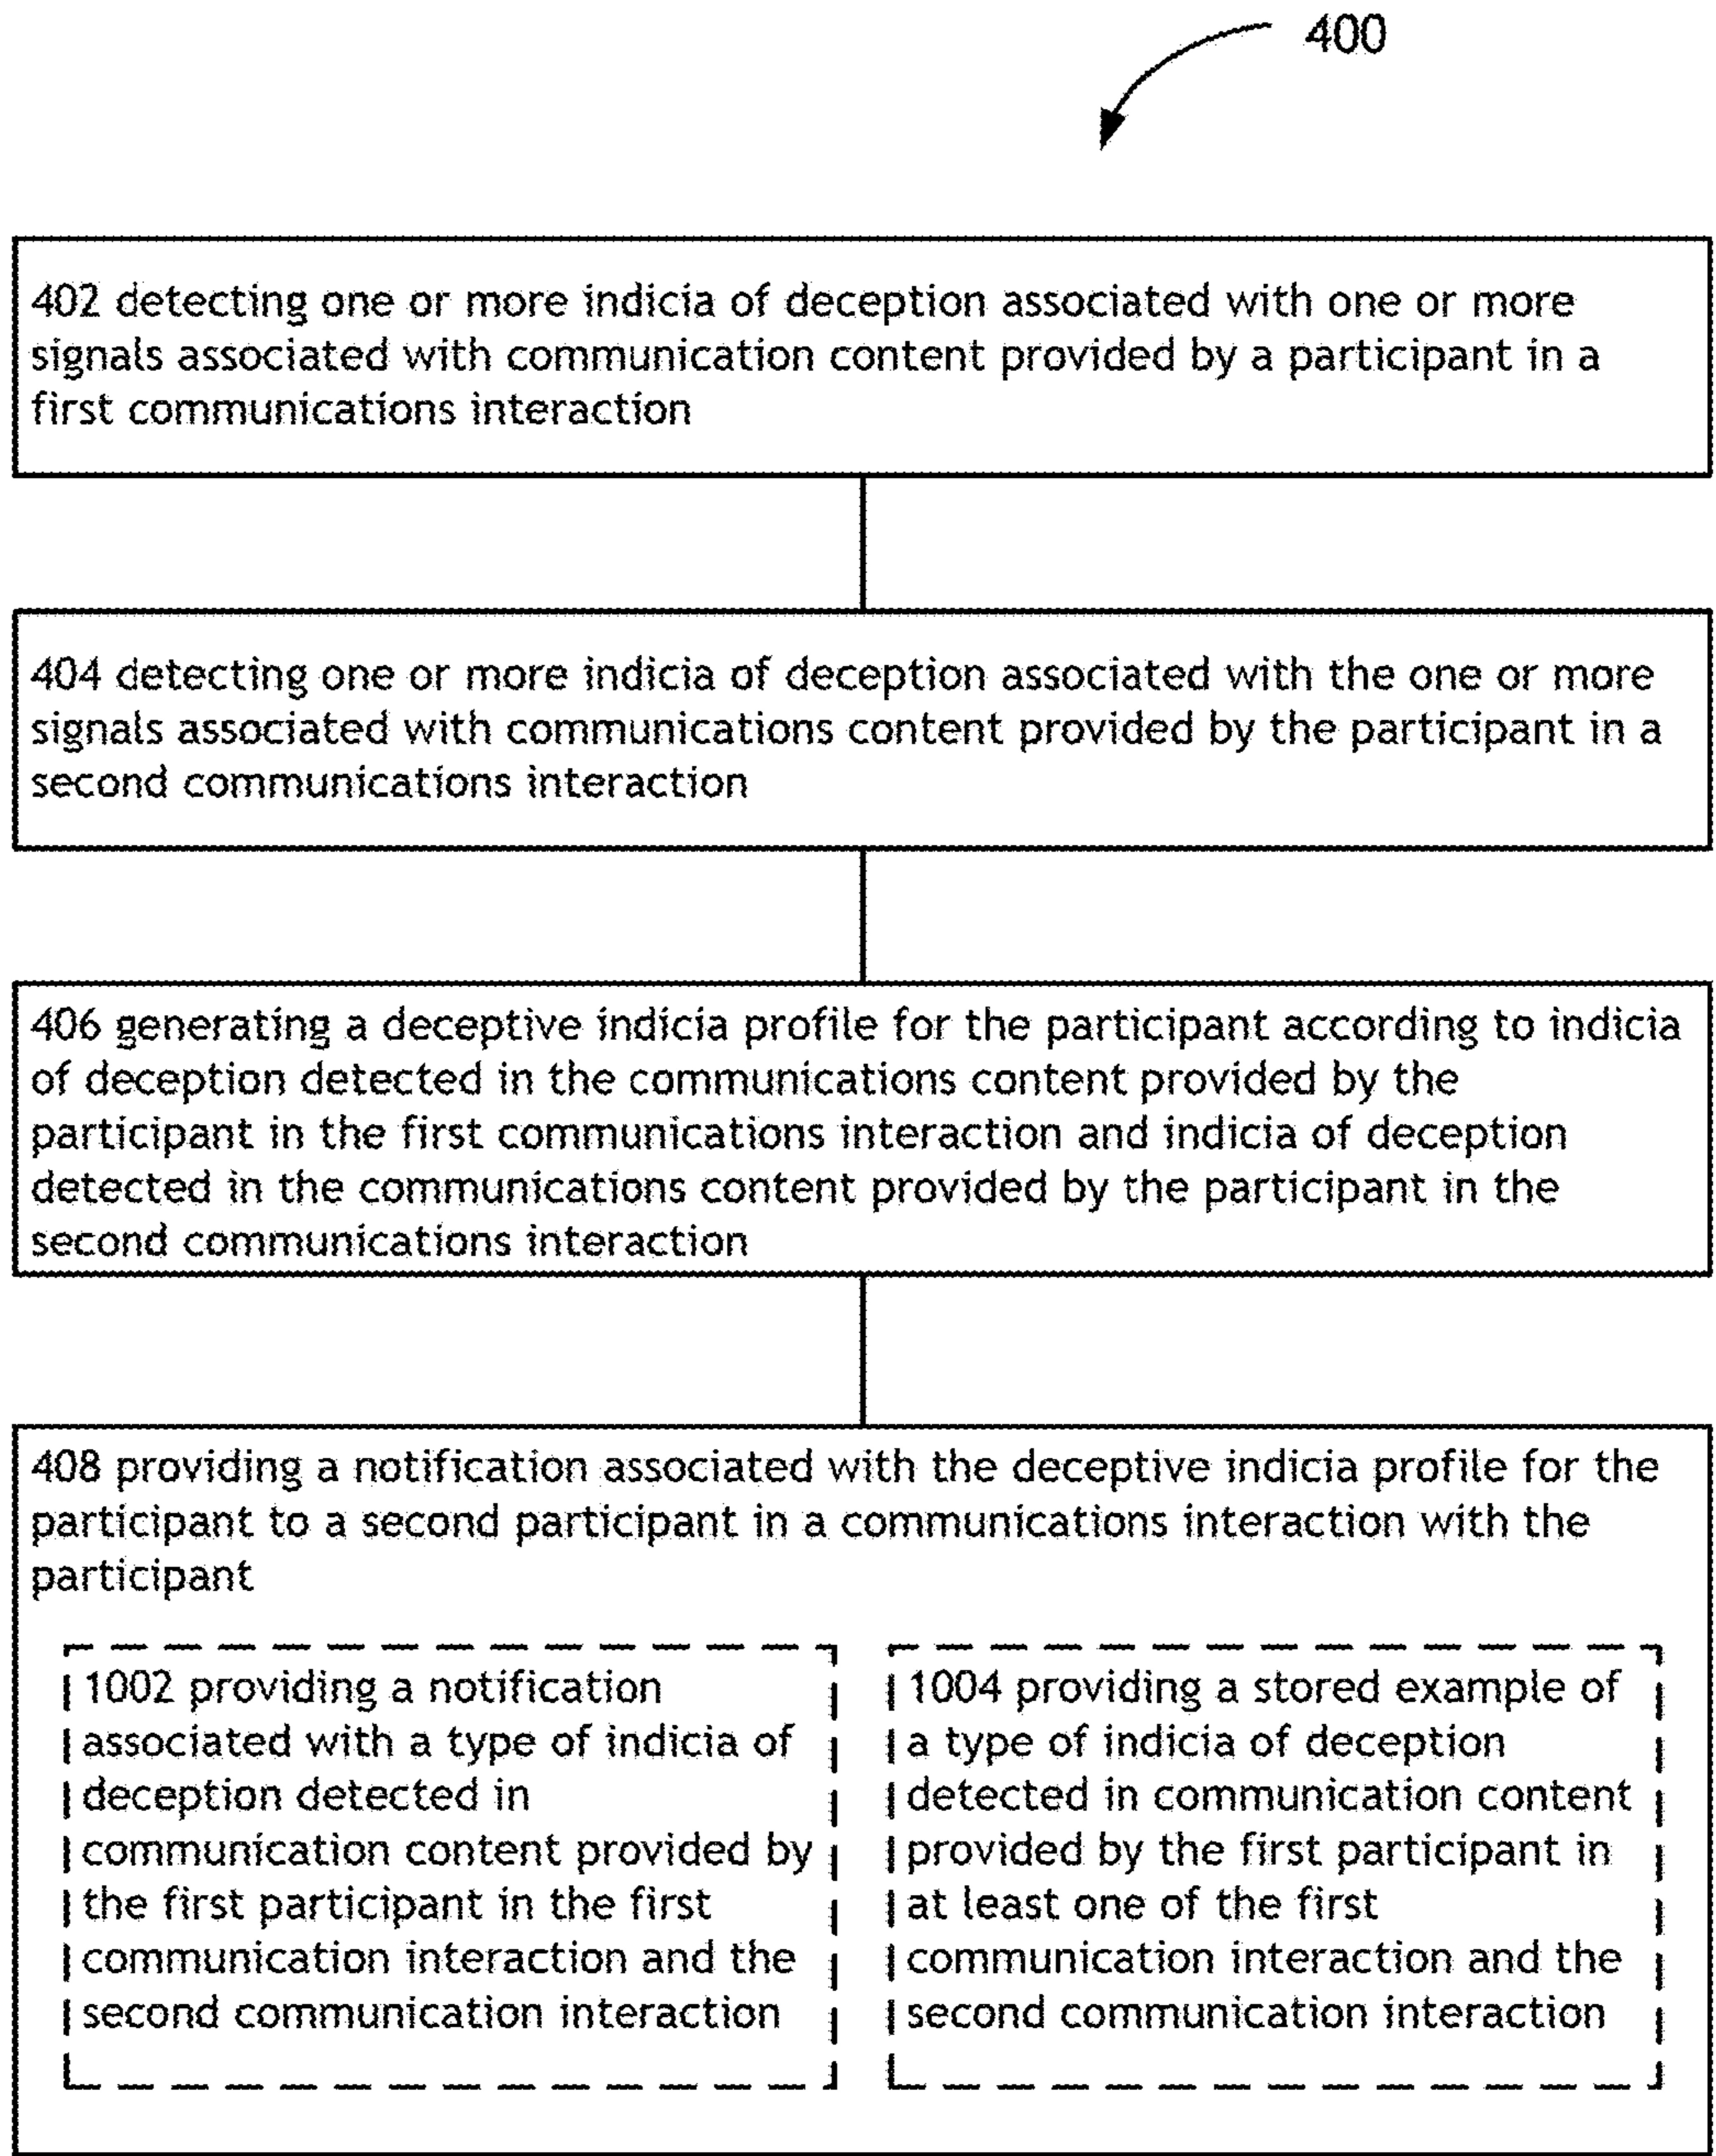 400
402 detecting one or more indicia of deception associated with one or more
signals associated with communication content provided by a participant in a
first communications interaction
404 detecting one or more indicia of deception associated with the one or more
signals associated with communications content provided by the participant in a
second communications interaction
406 generating a deceptive indicia profile for the participant according to indicia
of deception detected in the communications content provided by the
participant in the first communications interaction and indicia of deception
detected in the communications content provided by the participant in the
second communications interaction
408 providing a notification associated with the deceptive indicia profile for the
participant to a second participant in a communications interaction with the
participant
1002 providing a notification
associated with a type of indicia of
deception detected in
communication content provided by
the first participant in the first
communication interaction and the
second communication interaction
1004 providing a stored example of
a type of indicia of deception
detected in communication content
provided by the first participant in
at least one of the first
communication interaction and the
second communication interaction